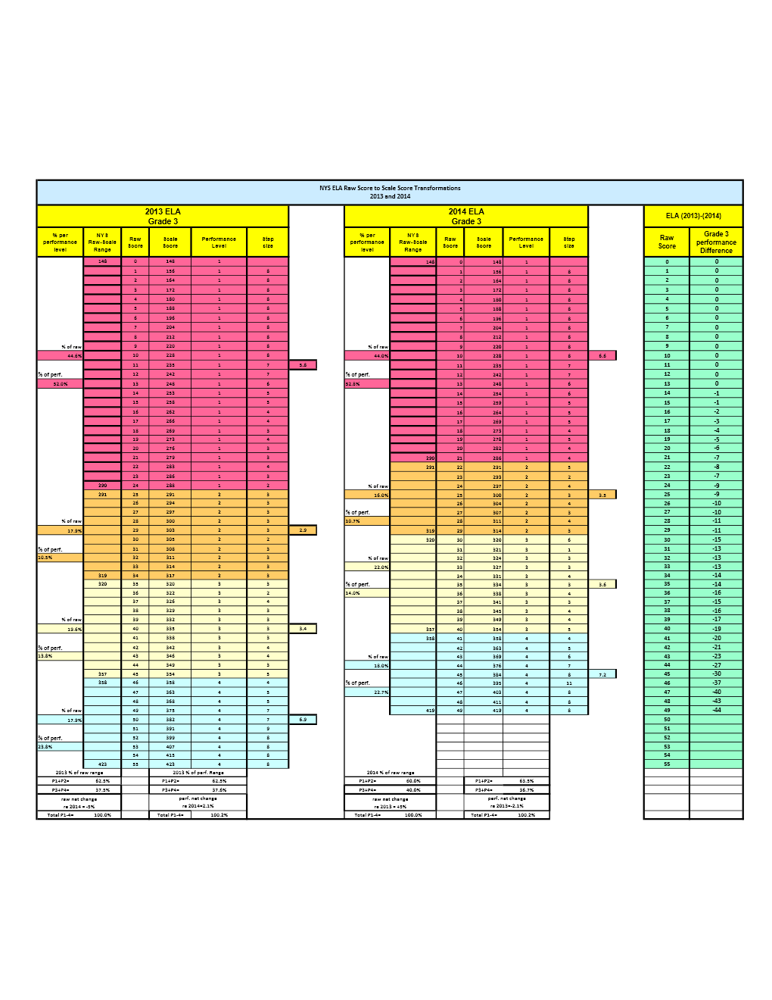 NYS ELA Raw Score to Scale Score Transformations
2013 and 2014
2013 ELA
Grade 3
2014 ELA
Grade 3
ELA (2013)-(2014)
% per performance level NYS Raw-Scale Range Raw Score Scale Score Performance Level Step size
% per performance level NYS Raw-Scale Range Raw Score Scale Score Performance Level Step size
Raw Score Grade 3 performance Difference
148 0 148 1 148 0 148 1 0 0
1 156 1 8 1 156 1 8 1 0
2 164 1 8 2 164 1 8 2 0
3 172 1 8 3 172 1 8 3 0
4 180 1 8 4 180 1 8 4 0
5 188 1 8 5 188 1 8 5 0
6 196 1 8 6 196 1 8 6 0
7 204 1 8 7 204 1 8 7 0
8 212 1 8 8 212 1 8 8 0
% of raw 9 220 1 8 % of raw 9 220 1 8 9 0
44.6% 10 228 1 8 44.0% 10 228 1 8 6.6 10 0
11 235 1 7 5.8 11 235 1 7 11 0
% of perf. 12 242 1 7 % of perf. 12 242 1 7 12 0
52.0% 13 248 1 6 52.8% 13 248 1 6 13 0
14 253 1 5 14 254 1 6 14 -1
15 258 1 5 15 259 1 5 15 -1
16 262 1 4 16 264 1 5 16 -2
17 266 1 4 17 269 1 5 17 -3
18 269 1 3 18 273 1 4 18 -4
19 273 1 4 19 278 1 5 19 -5
20 276 1 3 20 282 1 4 20 -6
21 279 1 3 290 21 286 1 4 21 -7
22 283 1 4 291 22 291 2 5 22 -8
23 286 1 3 23 293 2 2 23 -7
290 24 288 1 2 % of raw 24 297 2 4 24 -9
291 25 291 2 3 16.0% 25 300 2 3 3.5 25 -9
26 294 2 3 26 304 2 4 26 -10
27 297 2 3 % of perf. 27 307 2 3 27 -10
% of raw 28 300 2 3 10.7% 28 311 2 4 28 -11
17.9% 29 303 2 3 2.9 319 29 314 2 3 29 -11
30 305 2 2 320 30 320 3 6 30 -15
% of perf. 31 308 2 3 31 321 3 1 31 -13
10.5% 32 311 2 3 % of raw 32 324 3 3 32 -13
33 314 2 3 22.0% 33 327 3 3 33 -13
319 34 317 2 3 34 331 3 4 34 -14
320 35 320 3 3 % of perf. 35 334 3 3 3.6 35 -14
36 322 3 2 14.0% 36 338 3 4 36 -16
37 326 3 4 37 341 3 3 37 -15
38 329 3 3 38 345 3 4 38 -16
% of raw 39 332 3 3 39 349 3 4 39 -17
19.6% 40 335 3 3 3.4 357 40 354 3 5 40 -19
41 338 3 3 358 41 358 4 4 41 -20
% of perf. 42 342 3 4 42 363 4 5 42 -21
13.8% 43 346 3 4 % of raw 43 369 4 6 43 -23
44 349 3 3 18.0% 44 376 4 7 44 -27
357 45 354 3 5 45 384 4 8 7.2 45 -30
358 46 358 4 4 % of perf. 46 395 4 11 46 -37
47 363 4 5 22.7% 47 403 4 8 47 -40
48 368 4 5 48 411 4 8 48 -43
% of raw 49 375 4 7 419 49 419 4 8 49 -44
17.9% 50 382 4 7 6.9 50
51 391 4 9 51
% of perf. 52 399 4 8 52
23.8% 53 407 4 8 53
54 415 4 8 54
423 55 423 4 8 55
2013 % of raw range 2013 % of perf. Range 2014 % of raw range
P1+P2= 62.5% P1+P2= 62.5% P1+P2= 60.0% P1+P2= 63.5%
P3+P4= 37.5% P3+P4= 37.6% P3+P4= 40.0% P3+P4= 36.7%
raw net change perf. net change raw net change perf. net change
re 2014 = -5% re 2014=2.1% re 2013 = +5% re 2013=-2.1%
Total P1-4= 100.0% Total P1-4= 100.2% Total P1-4= 100.0% Total P1-4= 100.2%